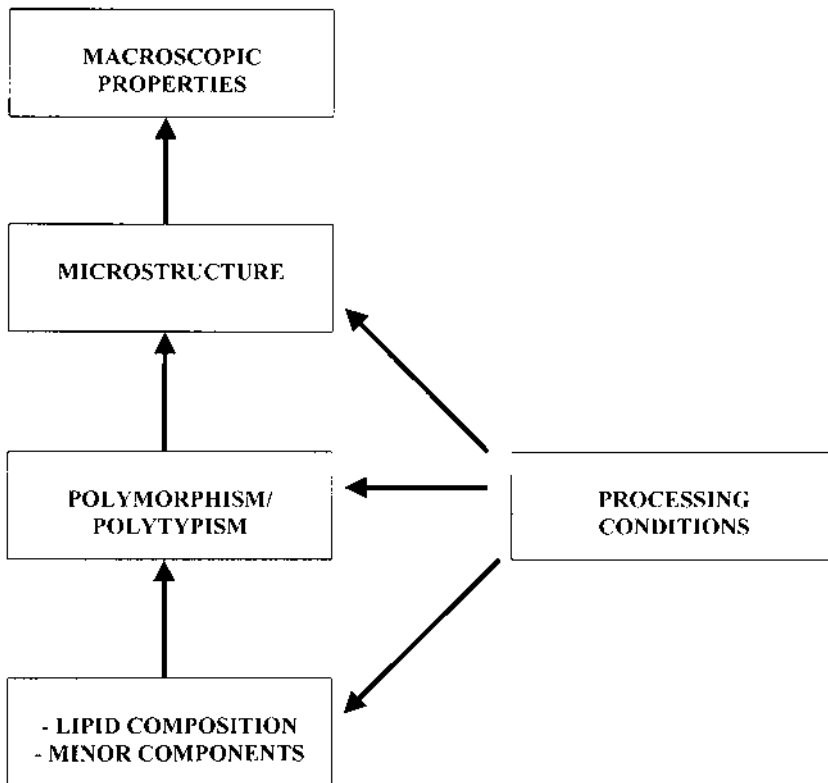 MACROSCOPIC
PROPERTIES
MICROSTRUCTURE
POLYMORPHISM/
POLYTYPISM
PROCESSING
CONDITIONS
- LIPID COMPOSITION
- MINOR COMPONENTS